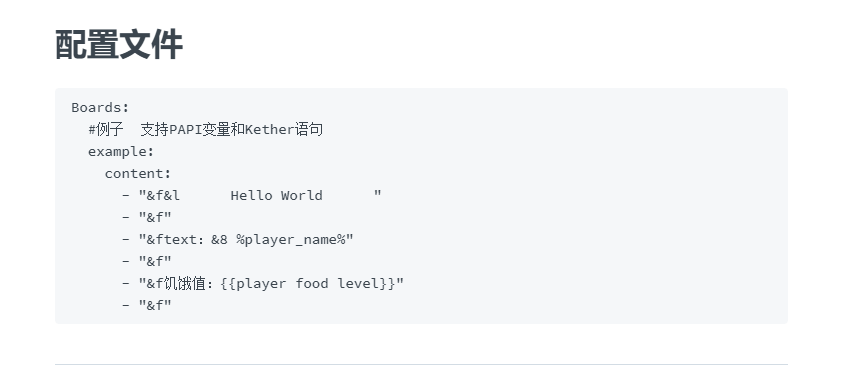 配置文件
Boards:
  #例子  支持PAPI变量和Kether语句
  example:
    content:
      - "&f&l      Hello World      "
      - "&f"
      - "&ftext：&8 %player_name%"
      - "&f"
      - "&f饥饿值：{{player food level}}"
      - "&f"